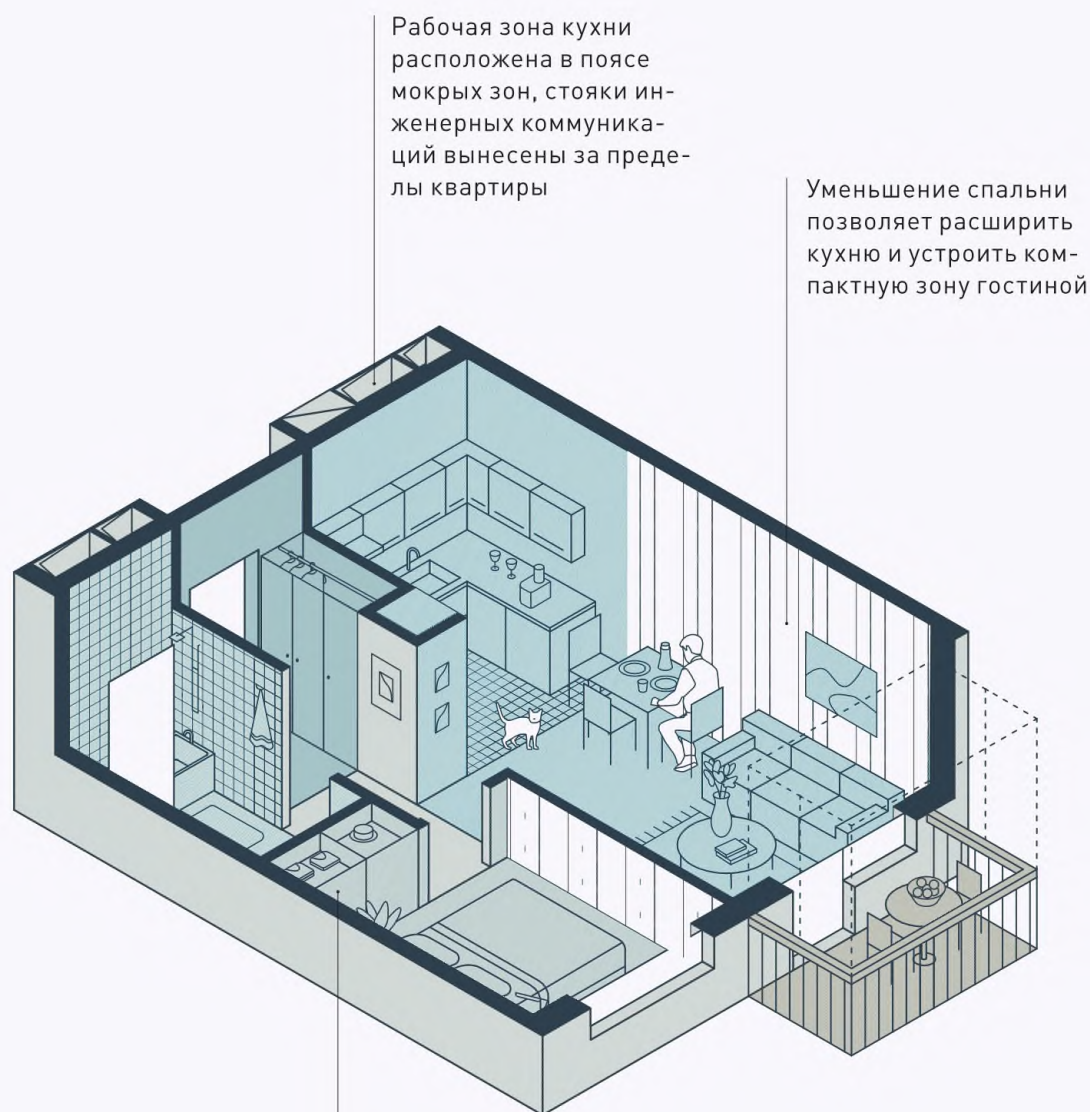 Рабочая зона кухни
расположена в поясе
мокрых зон, стояки ин-
женерных коммуника-
ций вынесены за преде-
лы квартиры
Уменьшение спальни
позволяет расширить
кухню и устроить ком-
пактную зону гостиной